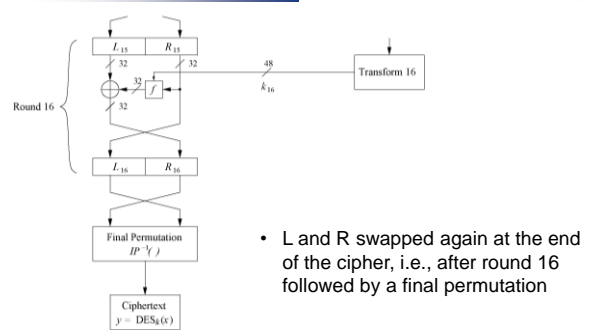 L15 R15
32 32 48
Transform 16
32
f
k16
Round 16
32
L16 R16
Final Permutation
IP⁻¹( )
• L and R swapped again at the end
of the cipher, i.e., after round 16
followed by a final permutation
Ciphertext
y = DESk(x)